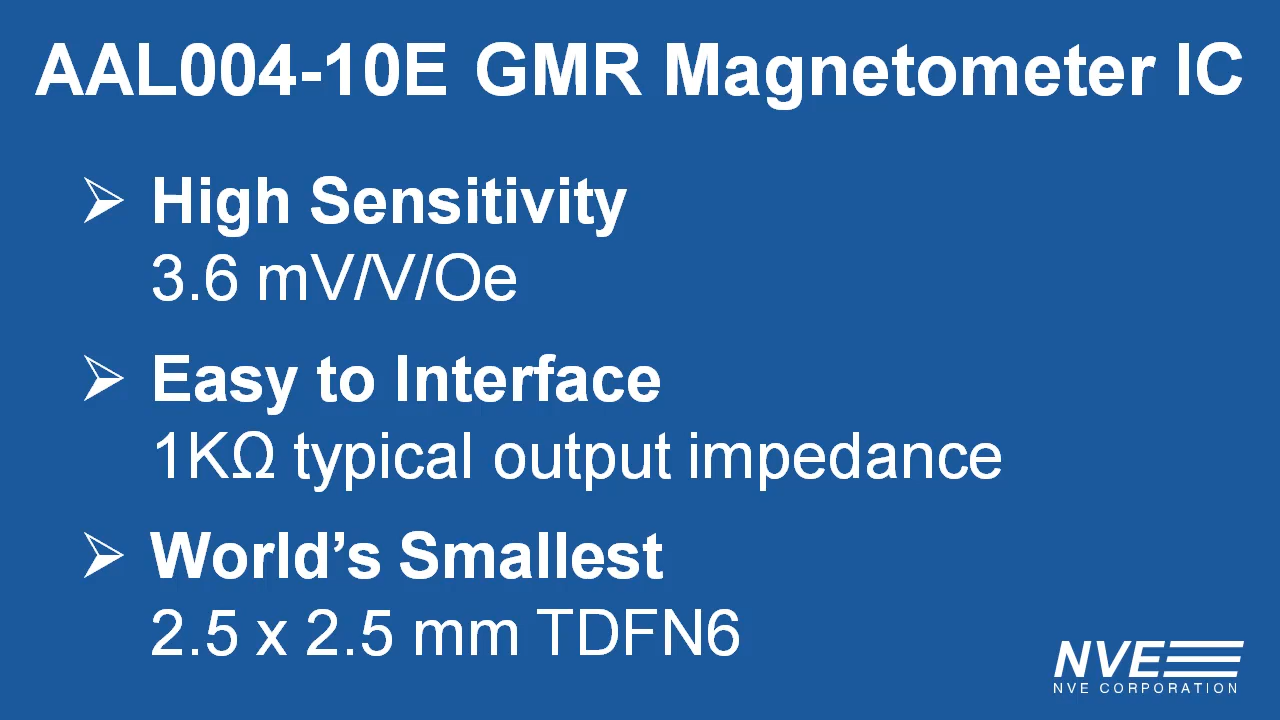 AAL004-10E GMR Magnetometer IC
High Sensitivity
3.6 mV/V/Oe
Easy to Interface
1KΩ typical output impedance
World’s Smallest
2.5 x 2.5 mm TDFN6
NVE
NVE CORPORATION